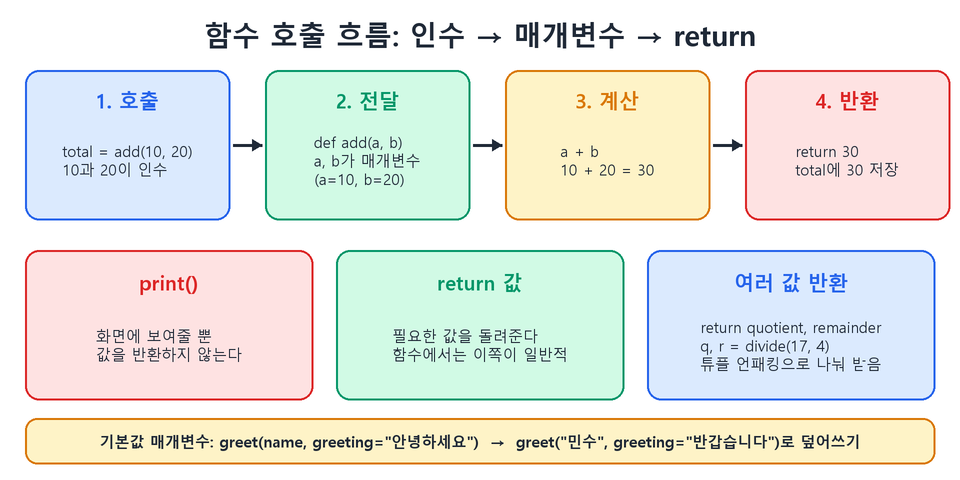 함수 호출 흐름: 인수 → 매개변수 → return
1. 호출
total = add(10, 20)
10과 20이 인수
2. 전달
def add(a, b)
a, b가 매개변수
(a=10, b=20)
3. 계산
a + b
10 + 20 = 30
4. 반환
return 30
total에 30 저장
print()
화면에 보여줄 뿐
값을 반환하지 않는다
return 값
필요한 값을 돌려준다
함수에서는 이쪽이 일반적
여러 값 반환
return quotient, remainder
q, r = divide(17, 4)
튜플 언패킹으로 나눠 받음
기본값 매개변수: greet(name, greeting="안녕하세요") → greet("민수", greeting="반갑습니다")로 덮어쓰기